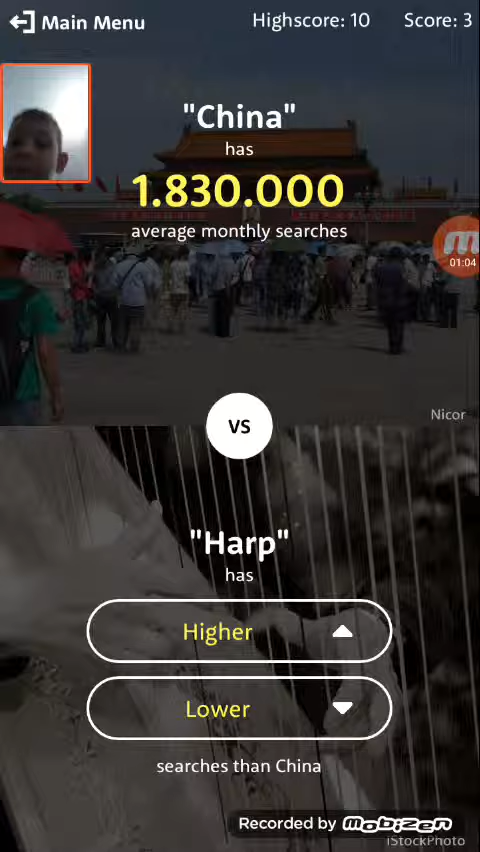 Main Menu
Highscore: 10
Score: 3
"China"
has
1.830.000
average monthly searches
01:04
Nicor
VS
"Harp"
has
Higher
Lower
searches than China
Recorded by mobizen
iStockPhoto